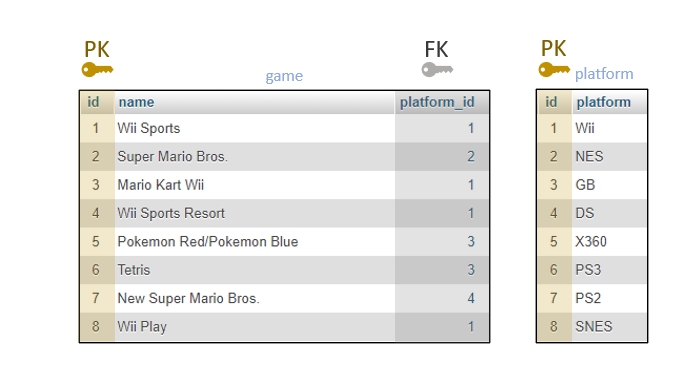 PK FK PK
game platform
id name platform_id id platform
1 Wii Sports 1 1 Wii
2 Super Mario Bros. 2 2 NES
3 Mario Kart Wii 1 3 GB
4 Wii Sports Resort 1 4 DS
5 Pokemon Red/Pokemon Blue 3 5 X360
6 Tetris 3 6 PS3
7 New Super Mario Bros. 4 7 PS2
8 Wii Play 1 8 SNES